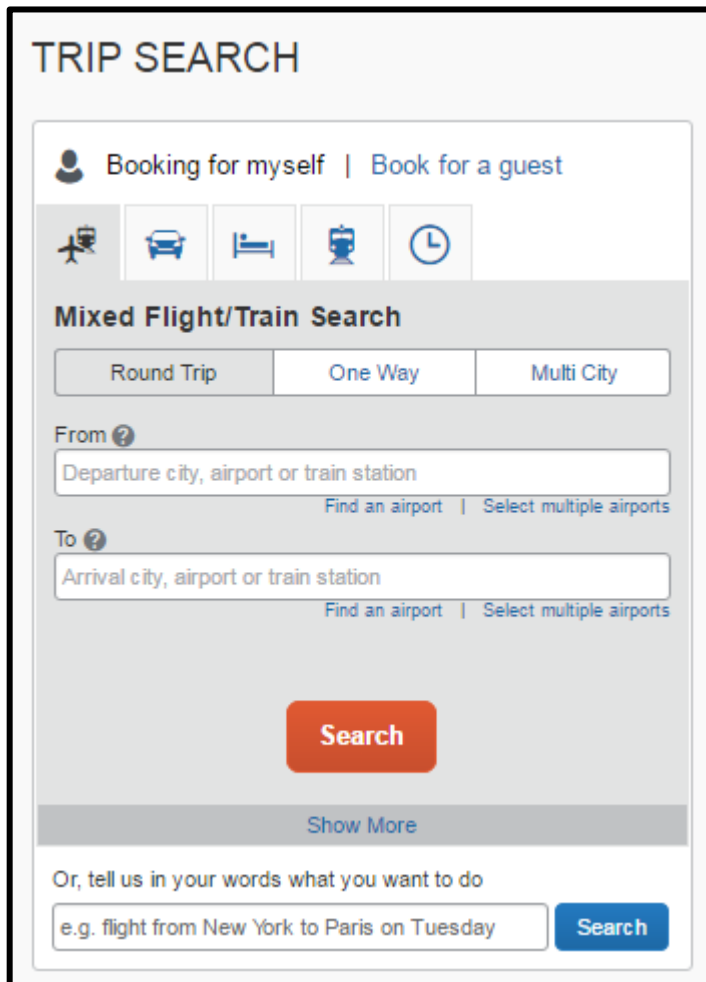 TRIP SEARCH
Booking for myself | Book for a guest
Mixed Flight/Train Search
Round Trip One Way Multi City
From ?
Departure city, airport or train station
Find an airport | Select multiple airports
To ?
Arrival city, airport or train station
Find an airport | Select multiple airports
Search
Show More
Or, tell us in your words what you want to do
e.g. flight from New York to Paris on Tuesday Search